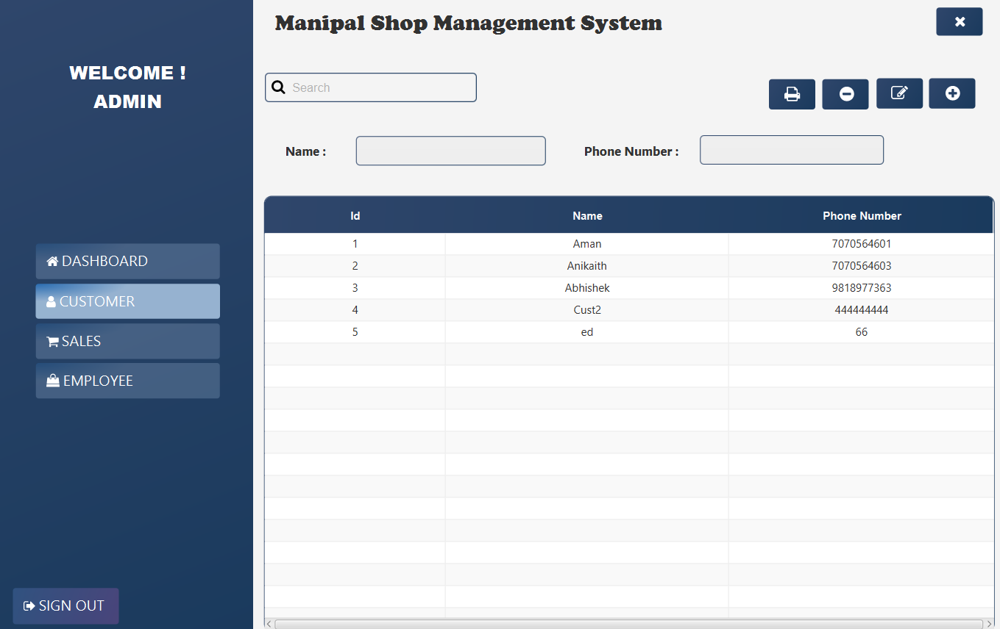 WELCOME !
ADMIN
DASHBOARD
CUSTOMER
SALES
EMPLOYEE
SIGN OUT
Manipal Shop Management System
Search
Name : Phone Number :
Id Name Phone Number
1 Aman 7070564601
2 Anikaith 7070564603
3 Abhishek 9818977363
4 Cust2 444444444
5 ed 66